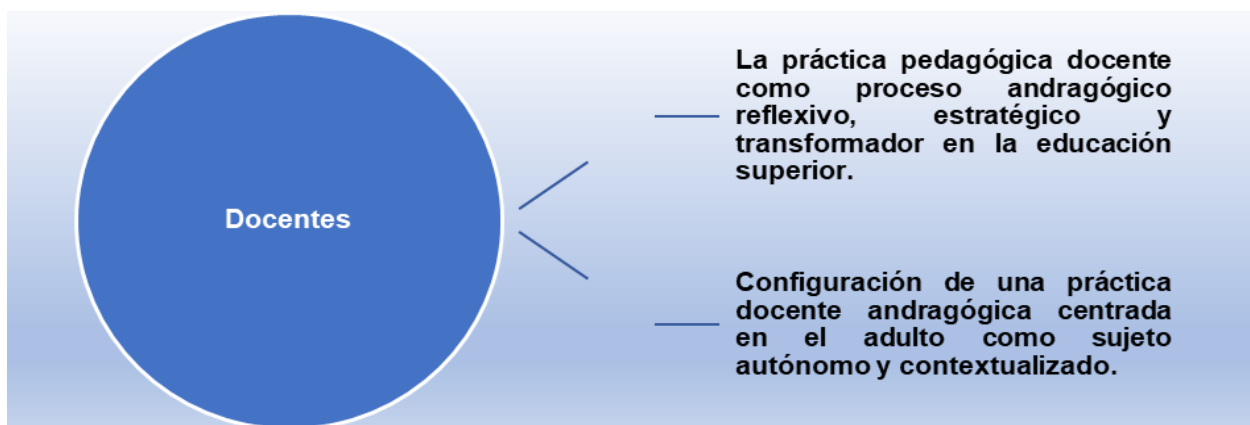 Docentes
La práctica pedagógica docente
como proceso andragógico
reflexivo, estratégico y
transformador en la educación
superior.
Configuración de una práctica
docente andragógica centrada
en el adulto como sujeto
autónomo y contextualizado.